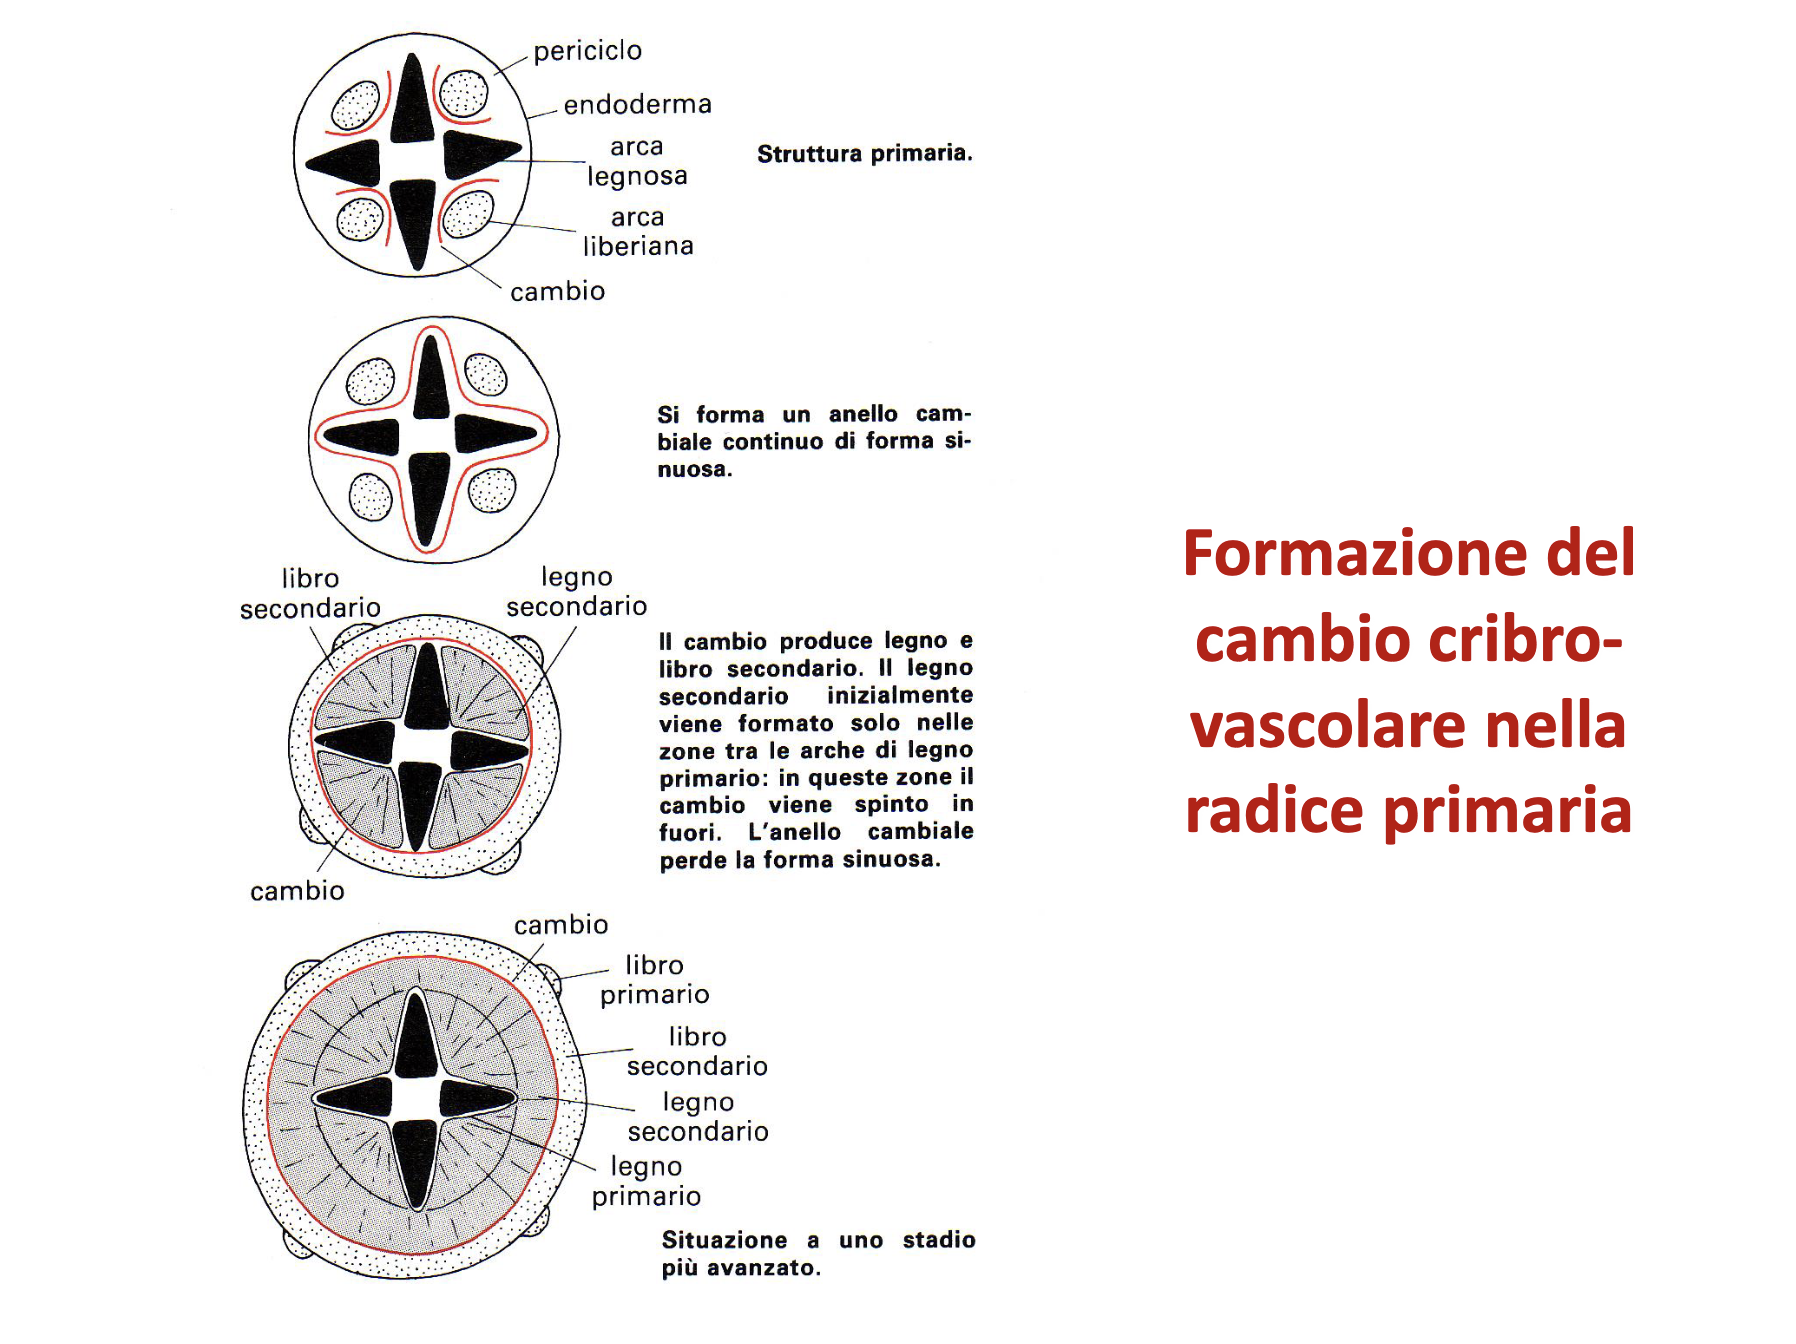 periciclo
endoderma
arca
legnosa
arca
liberiana
cambio
Struttura primaria.
Si forma un anello cam-
biale continuo di forma si-
nuosa.
libro
secondario
legno
secondario
cambio
Il cambio produce legno e
libro secondario. Il legno
secondario inizialmente
viene formato solo nelle
zone tra le arche di legno
primario: in queste zone il
cambio viene spinto in
fuori. L'anello cambiale
perde la forma sinuosa.
cambio
libro
primario
libro
secondario
legno
secondario
legno
primario
Situazione a uno stadio
più avanzato.
Formazione del
cambio cribro-
vascolare nella
radice primaria